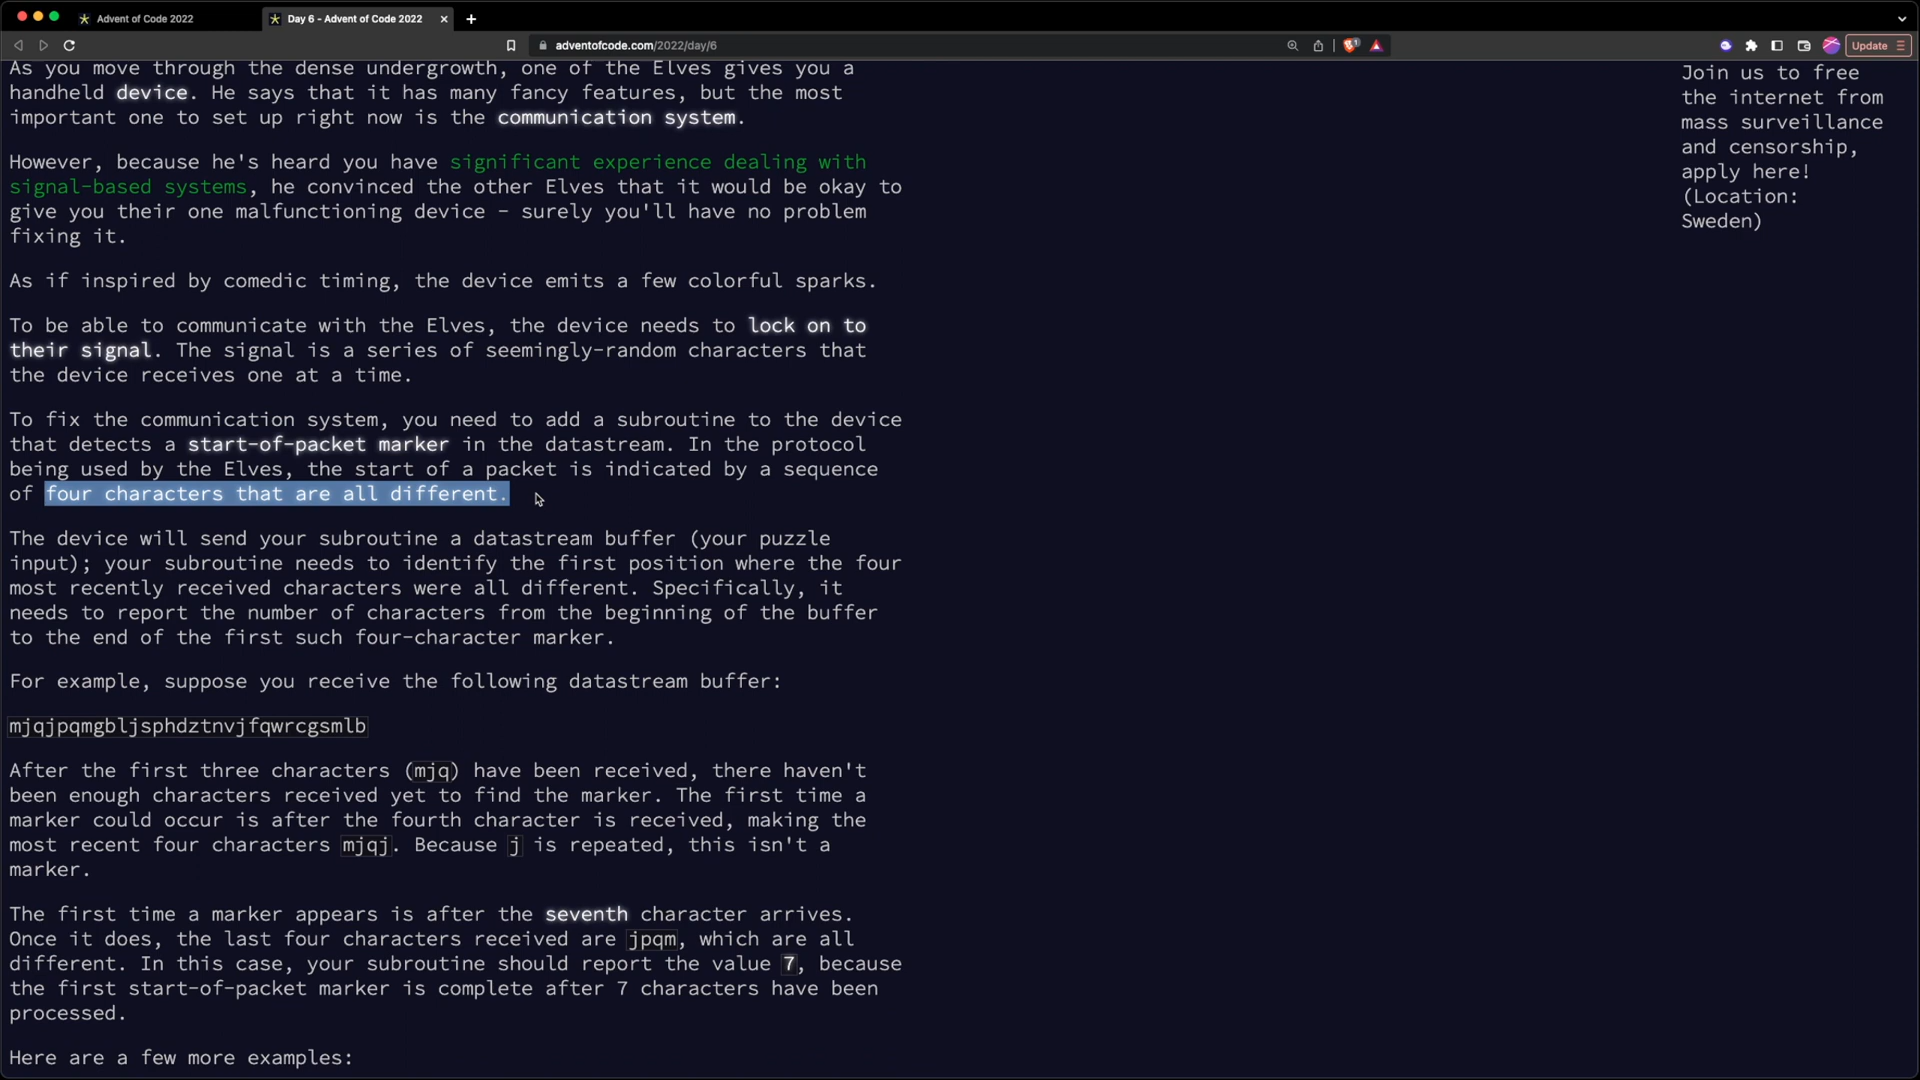 Advent of Code 2022
Day 6 - Advent of Code 2022
adventofcode.com/2022/day/6
Update
As you move through the dense undergrowth, one of the Elves gives you a
handheld device. He says that it has many fancy features, but the most
important one to set up right now is the communication system.
However, because he's heard you have significant experience dealing with
signal-based systems, he convinced the other Elves that it would be okay to
give you their one malfunctioning device - surely you'll have no problem
fixing it.
As if inspired by comedic timing, the device emits a few colorful sparks.
To be able to communicate with the Elves, the device needs to lock on to
their signal. The signal is a series of seemingly-random characters that
the device receives one at a time.
To fix the communication system, you need to add a subroutine to the device
that detects a start-of-packet marker in the datastream. In the protocol
being used by the Elves, the start of a packet is indicated by a sequence
of four characters that are all different.
The device will send your subroutine a datastream buffer (your puzzle
input); your subroutine needs to identify the first position where the four
most recently received characters were all different. Specifically, it
needs to report the number of characters from the beginning of the buffer
to the end of the first such four-character marker.
For example, suppose you receive the following datastream buffer:
mjqjpqmgbljsphdztnvjfqwrcgsmlb
After the first three characters (mjq) have been received, there haven't
been enough characters received yet to find the marker. The first time a
marker could occur is after the fourth character is received, making the
most recent four characters mjqj. Because j is repeated, this isn't a
marker.
The first time a marker appears is after the seventh character arrives.
Once it does, the last four characters received are jpqm, which are all
different. In this case, your subroutine should report the value 7, because
the first start-of-packet marker is complete after 7 characters have been
processed.
Here are a few more examples:
Join us to free
the internet from
mass surveillance
and censorship,
apply here!
(Location:
Sweden)